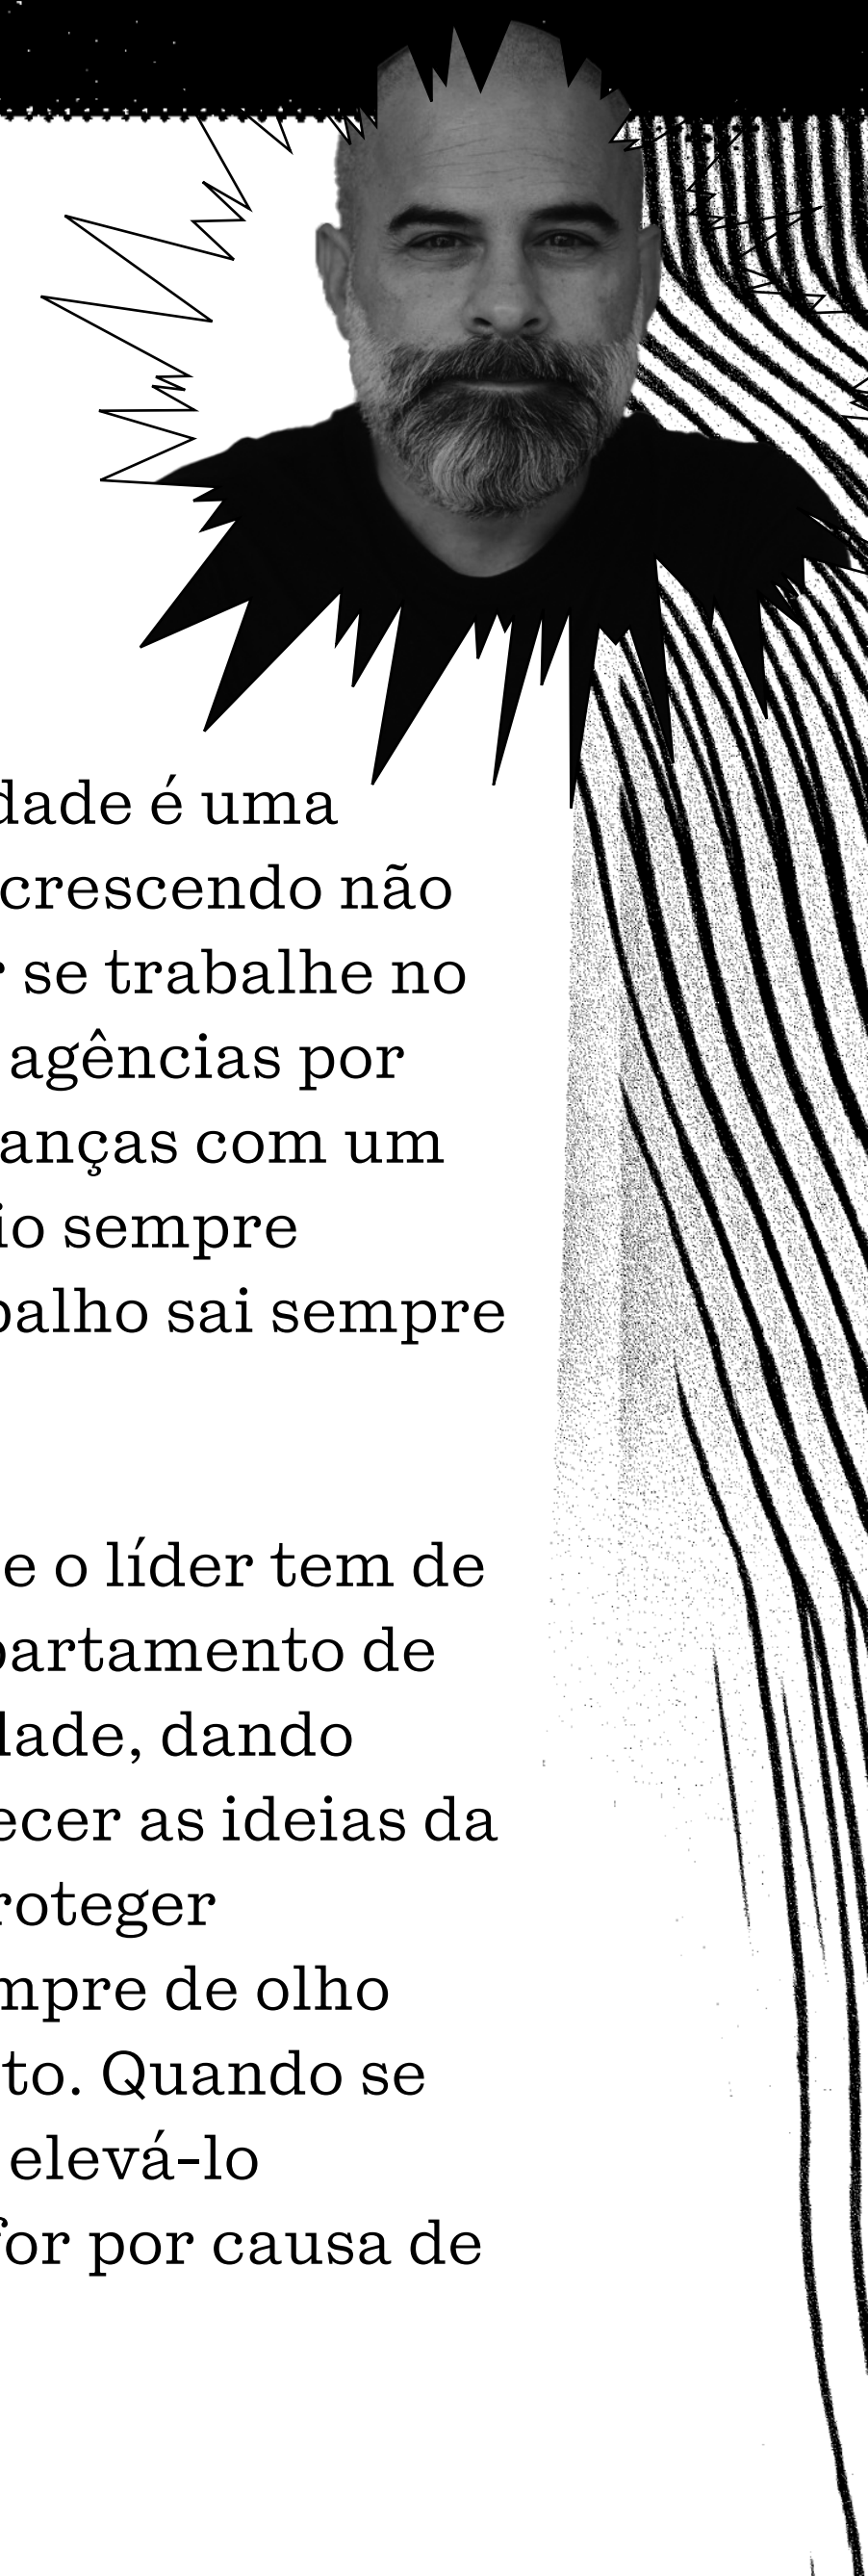 dade é uma
crescendo não
r se trabalhe no
agências por
anças com um
io sempre
balho sai sempre
e o líder tem de
partamento de
dade, dando
ecer as ideias da
roteger
mpre de olho
to. Quando se
elevá-lo
for por causa de